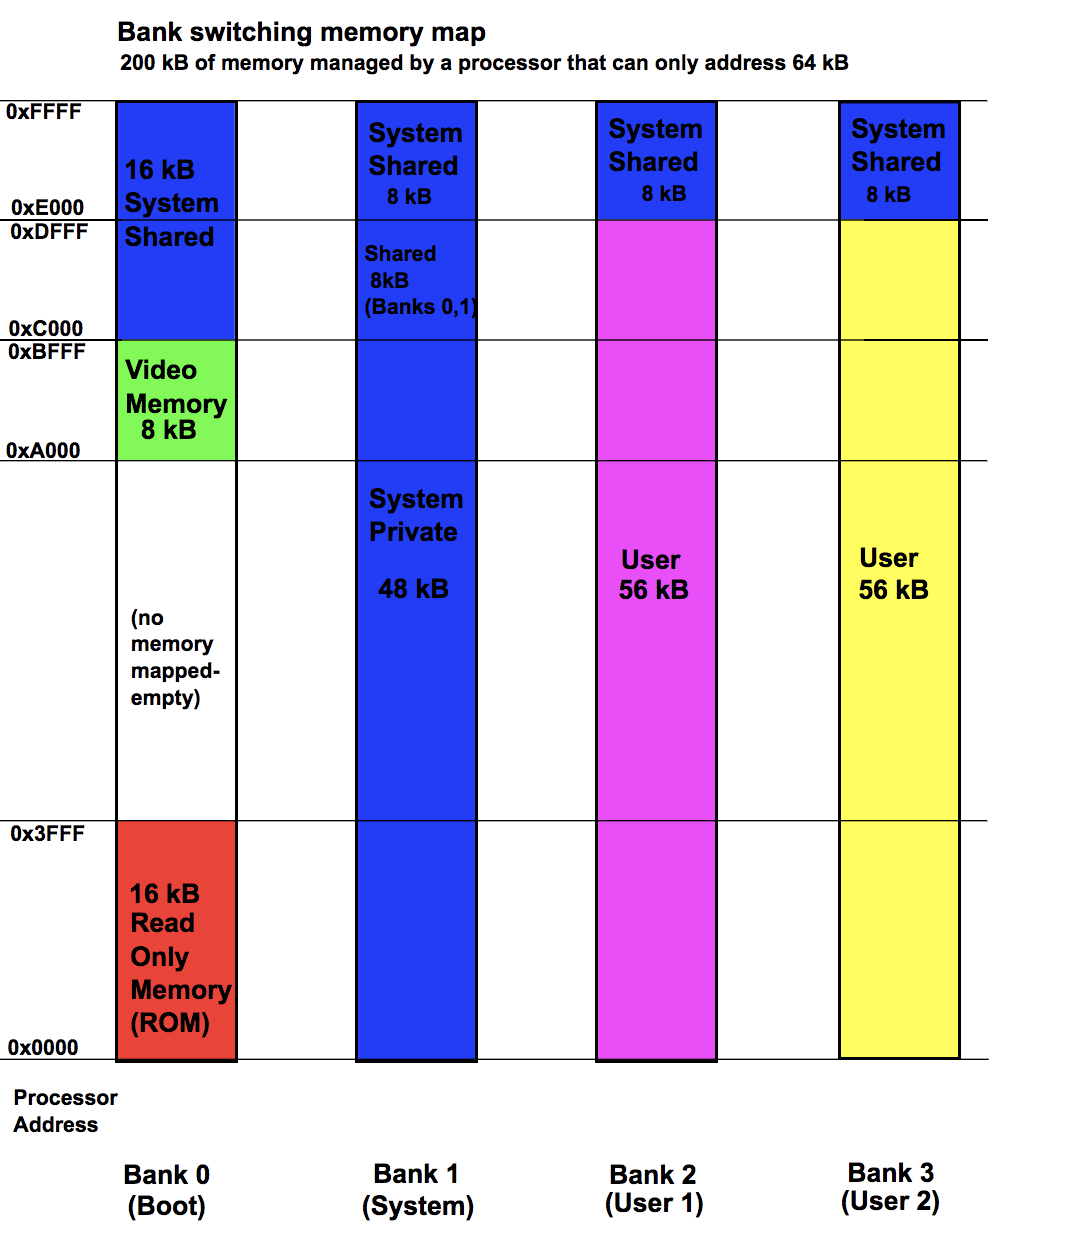 Bank switching memory map
200 kB of memory managed by a processor that can only address 64 kB
0xFFFF
0xE000
0xDFFF
0xC000
0xBFFF
0xA000
0x3FFF
0x0000
Processor
Address
16 kB
System
Shared
Video
Memory
8 kB
(no
memory
mapped-
empty)
16 kB
Read
Only
Memory
(ROM)
Bank 0
(Boot)
System
Shared
8 kB
Shared
8kB
(Banks 0,1)
System
Private
48 kB
Bank 1
(System)
System
Shared
8 kB
User
56 kB
Bank 2
(User 1)
System
Shared
8 kB
User
56 kB
Bank 3
(User 2)